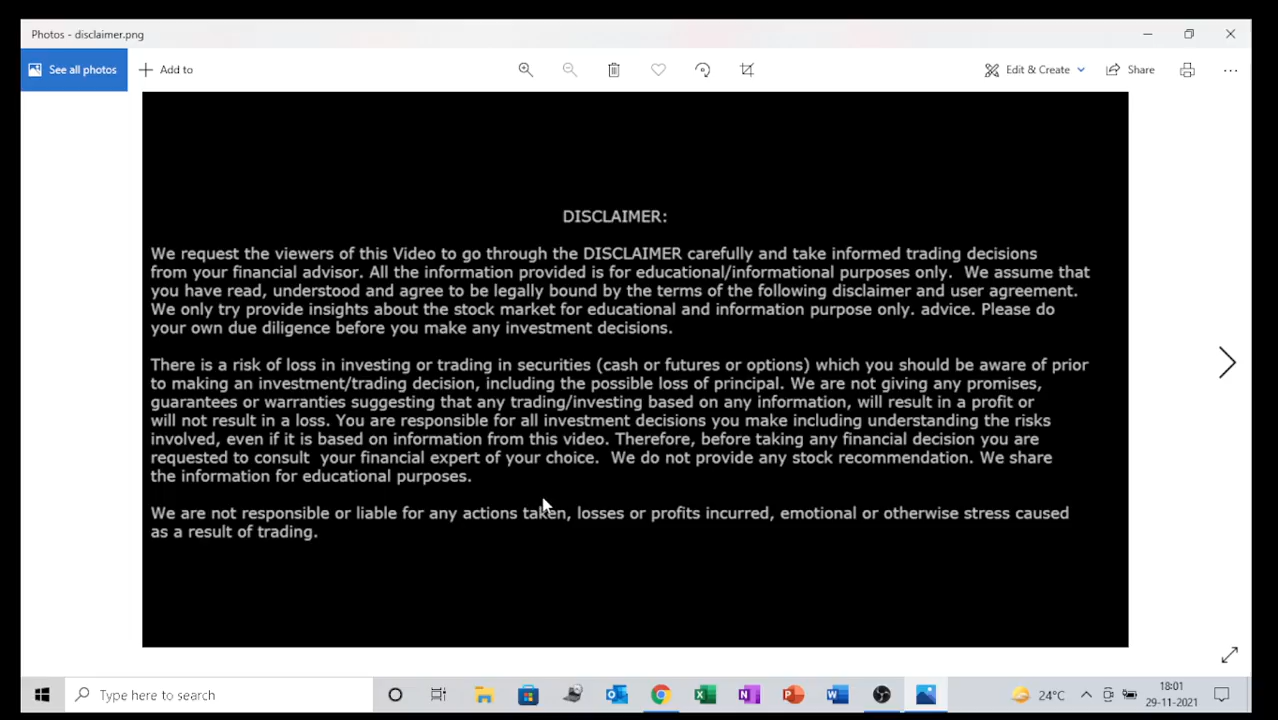 Photos - disclaimer.png
See all photos
Add to
Edit & Create
Share
DISCLAIMER:
We request the viewers of this Video to go through the DISCLAIMER carefully and take informed trading decisions
from your financial advisor. All the information provided is for educational/informational purposes only.  We assume that
you have read, understood and agree to be legally bound by the terms of the following disclaimer and user agreement.
We only try provide insights about the stock market for educational and information purpose only. advice. Please do
your own due diligence before you make any investment decisions.
There is a risk of loss in investing or trading in securities (cash or futures or options) which you should be aware of prior
to making an investment/trading decision, including the possible loss of principal. We are not giving any promises,
guarantees or warranties suggesting that any trading/investing based on any information, will result in a profit or
will not result in a loss. You are responsible for all investment decisions you make including understanding the risks
involved, even if it is based on information from this video. Therefore, before taking any financial decision you are
requested to consult  your financial expert of your choice.  We do not provide any stock recommendation. We share
the information for educational purposes.
We are not responsible or liable for any actions taken, losses or profits incurred, emotional or otherwise stress caused
as a result of trading.
Type here to search
24°C
18:01
29-11-2021